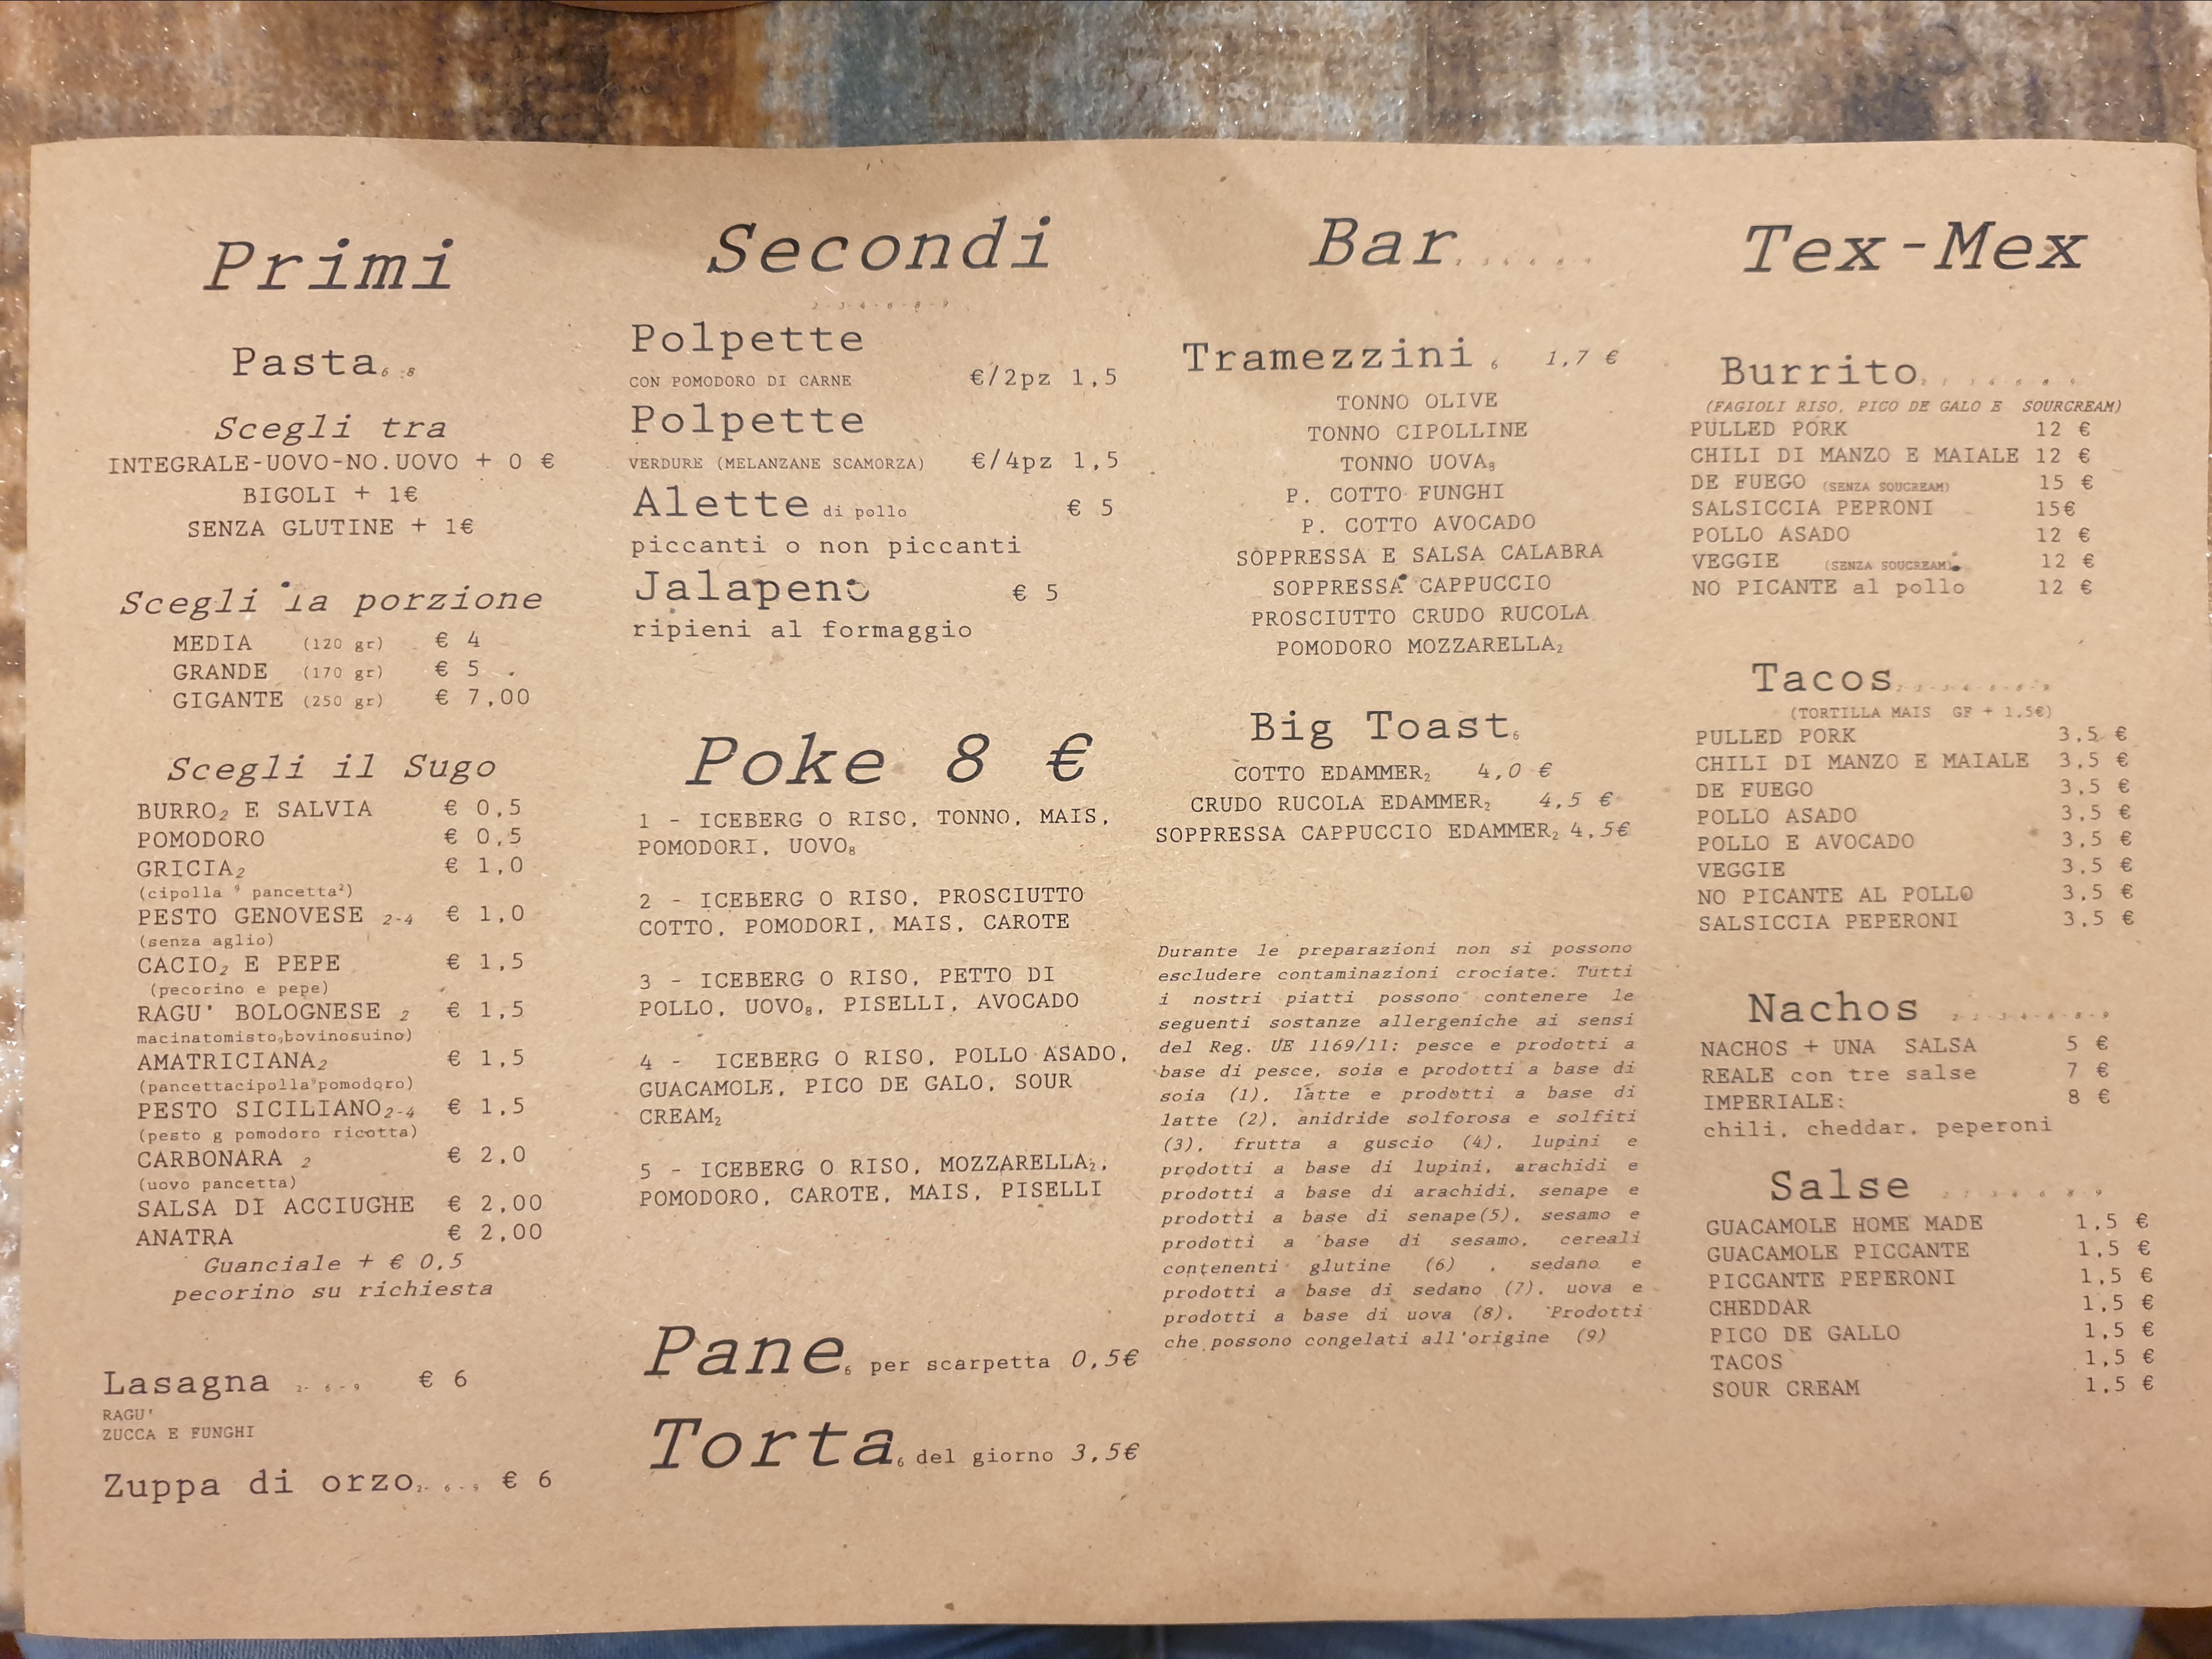 Primi
Pasta6 8
Scegli tra
INTEGRALE-UOVO-NO.UOVO + 0 €
BIGOLI + 1€
SENZA GLUTINE + 1€
Scegli la porzione
MEDIA (120 gr) € 4
GRANDE (170 gr) € 5
GIGANTE (250 gr) € 7,00
Scegli il Sugo
BURRO2 E SALVIA € 0,5
POMODORO € 0,5
GRICIA2 € 1,0
(cipolla 9 pancetta2)
PESTO GENOVESE 2-4 € 1,0
(senza aglio)
CACIO2 E PEPE € 1,5
(pecorino e pepe)
RAGU' BOLOGNESE 2 € 1,5
macinatomisto9bovinosuino)
AMATRICIANA2 € 1,5
(pancettacipolla9pomodoro)
PESTO SICILIANO2-4 € 1,5
(pesto g pomodoro ricotta)
CARBONARA 2 € 2,0
(uovo pancetta)
SALSA DI ACCIUGHE € 2,00
ANATRA € 2,00
Guanciale + € 0,5
pecorino su richiesta
Lasagna 2- 6 - 9 € 6
RAGU'
ZUCCA E FUNGHI
Zuppa di orzo2- 6 - 9 € 6
Secondi
2-3-4-6-8-9
Polpette
CON POMODORO DI CARNE €/2pz 1,5
Polpette
VERDURE (MELANZANE SCAMORZA) €/4pz 1,5
Alette di pollo € 5
piccanti o non piccanti
Jalapeno € 5
ripieni al formaggio
Poke 8 €
1 - ICEBERG O RISO, TONNO, MAIS,
POMODORI, UOVO8
2 - ICEBERG O RISO, PROSCIUTTO
COTTO, POMODORI, MAIS, CAROTE
3 - ICEBERG O RISO, PETTO DI
POLLO, UOVO8, PISELLI, AVOCADO
4 - ICEBERG O RISO, POLLO ASADO,
GUACAMOLE, PICO DE GALO, SOUR
CREAM2
5 - ICEBERG O RISO, MOZZARELLA2,
POMODORO, CAROTE, MAIS, PISELLI
Pane6 per scarpetta 0,5€
Torta6 del giorno 3,5€
Bar
Tramezzini 6 1,7 €
TONNO OLIVE
TONNO CIPOLLINE
TONNO UOVA8
P. COTTO FUNGHI
P. COTTO AVOCADO
SOPPRESSA E SALSA CALABRA
SOPPRESSA CAPPUCCIO
PROSCIUTTO CRUDO RUCOLA
POMODORO MOZZARELLA2
Big Toast6
COTTO EDAMMER2 4,0 €
CRUDO RUCOLA EDAMMER2 4,5 €
SOPPRESSA CAPPUCCIO EDAMMER2 4,5€
Durante le preparazioni non si possono
escludere contaminazioni crociate. Tutti
i nostri piatti possono contenere le
seguenti sostanze allergeniche ai sensi
del Reg. UE 1169/11: pesce e prodotti a
base di pesce, soia e prodotti a base di
soia (1), latte e prodotti a base di
latte (2), anidride solforosa e solfiti
(3), frutta a guscio (4), lupini e
prodotti a base di lupini, arachidi e
prodotti a base di arachidi, senape e
prodotti a base di senape(5), sesamo e
prodotti a base di sesamo, cereali
contenenti glutine (6) , sedano e
prodotti a base di sedano (7), uova e
prodotti a base di uova (8), Prodotti
che possono congelati all'origine (9)
Tex-Mex
Burrito
(FAGIOLI RISO, PICO DE GALO E SOURCREAM)
PULLED PORK 12 €
CHILI DI MANZO E MAIALE 12 €
DE FUEGO (SENZA SOUCREAM) 15 €
SALSICCIA PEPRONI 15€
POLLO ASADO 12 €
VEGGIE (SENZA SOUCREAM) 12 €
NO PICANTE al pollo 12 €
Tacos
(TORTILLA MAIS GF + 1,5€)
PULLED PORK 3,5 €
CHILI DI MANZO E MAIALE 3,5 €
DE FUEGO 3,5 €
POLLO ASADO 3,5 €
POLLO E AVOCADO 3,5 €
VEGGIE 3,5 €
NO PICANTE AL POLLO 3,5 €
SALSICCIA PEPERONI 3,5 €
Nachos
NACHOS + UNA SALSA 5 €
REALE con tre salse 7 €
IMPERIALE: 8 €
chili, cheddar, peperoni
Salse
GUACAMOLE HOME MADE 1,5 €
GUACAMOLE PICCANTE 1,5 €
PICCANTE PEPERONI 1,5 €
CHEDDAR 1,5 €
PICO DE GALLO 1,5 €
TACOS 1,5 €
SOUR CREAM 1,5 €